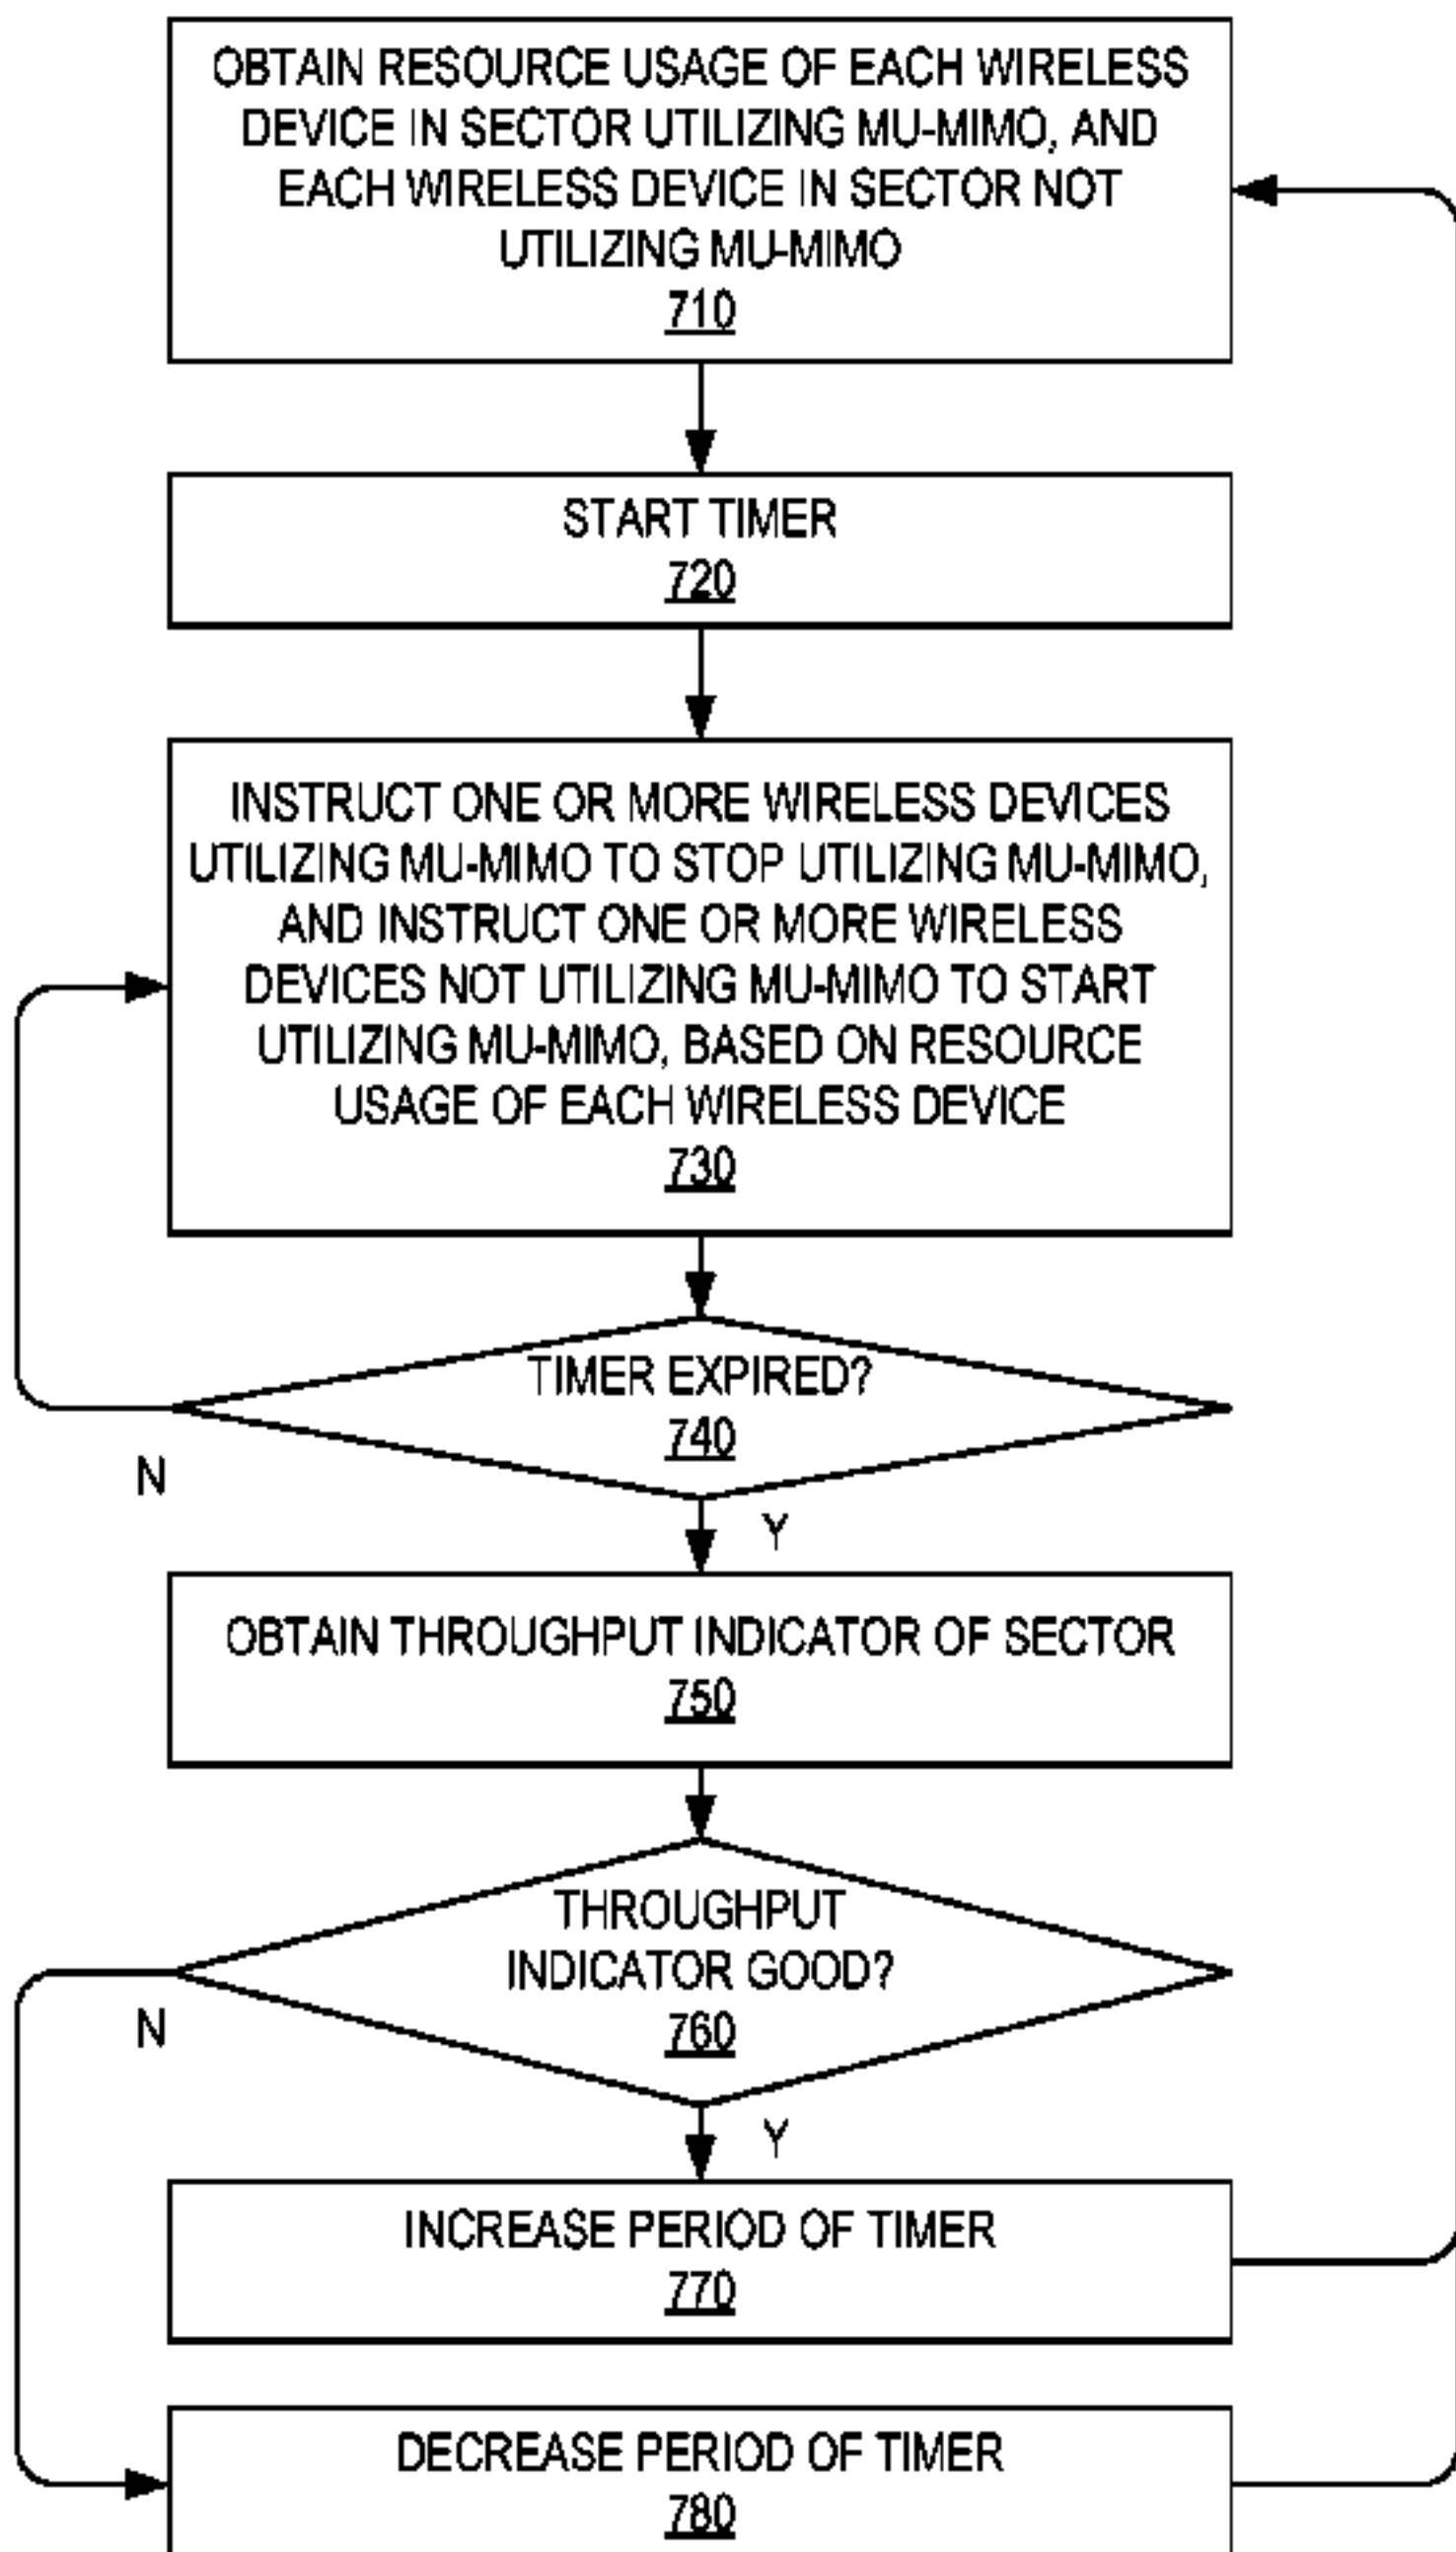 OBTAIN RESOURCE USAGE OF EACH WIRELESS
DEVICE IN SECTOR UTILIZING MU-MIMO, AND
EACH WIRELESS DEVICE IN SECTOR NOT
UTILIZING MU-MIMO
710
START TIMER
720
INSTRUCT ONE OR MORE WIRELESS DEVICES
UTILIZING MU-MIMO TO STOP UTILIZING MU-MIMO,
AND INSTRUCT ONE OR MORE WIRELESS
DEVICES NOT UTILIZING MU-MIMO TO START
UTILIZING MU-MIMO, BASED ON RESOURCE
USAGE OF EACH WIRELESS DEVICE
730
TIMER EXPIRED?
740
N
Y
OBTAIN THROUGHPUT INDICATOR OF SECTOR
750
THROUGHPUT
INDICATOR GOOD?
760
N
Y
INCREASE PERIOD OF TIMER
770
DECREASE PERIOD OF TIMER
780